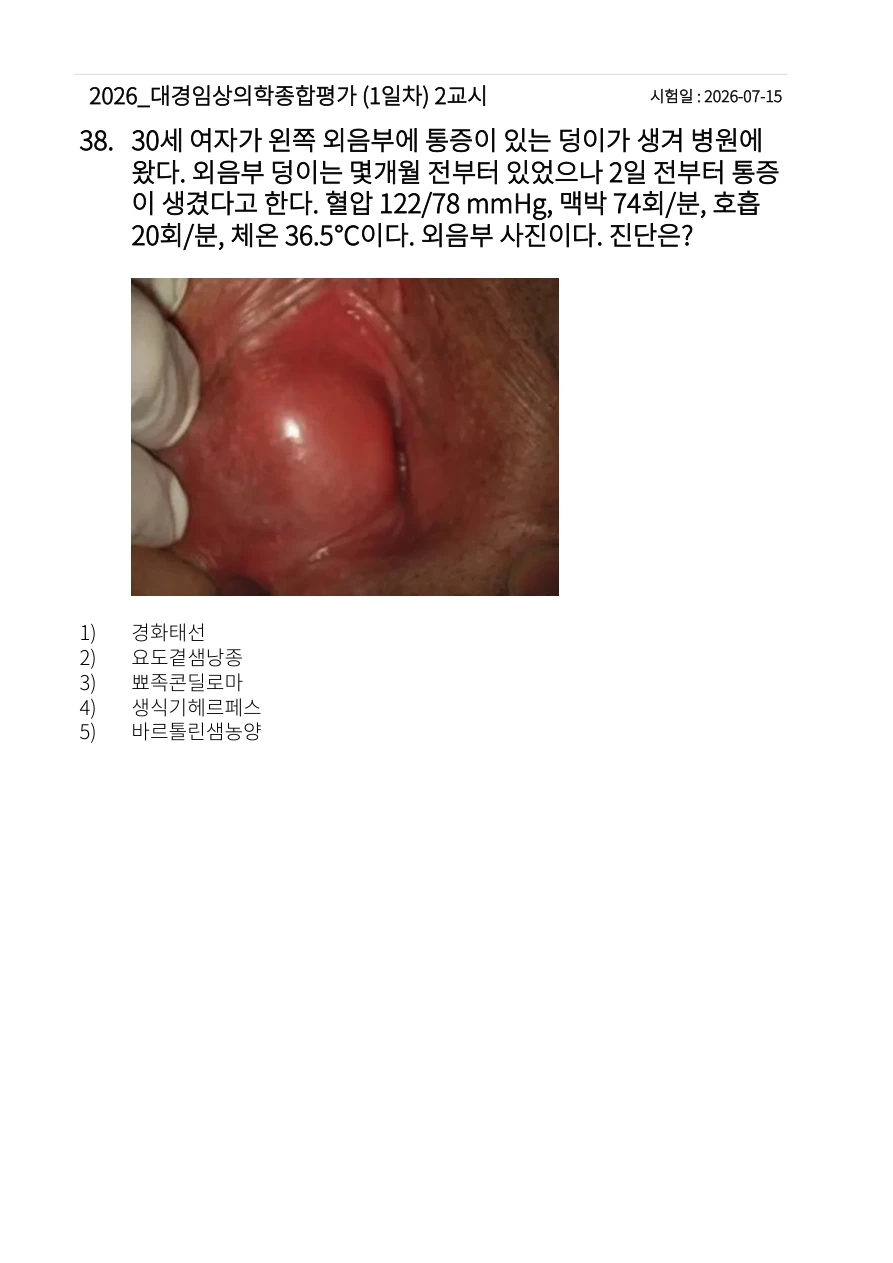 2026_대경임상의학종합평가 (1일차) 2교시
시험일 : 2026-07-15
38. 30세 여자가 왼쪽 외음부에 통증이 있는 덩이가 생겨 병원에
왔다. 외음부 덩이는 몇개월 전부터 있었으나 2일 전부터 통증
이 생겼다고 한다. 혈압 122/78 mmHg, 맥박 74회/분, 호흡
20회/분, 체온 36.5°C이다. 외음부 사진이다. 진단은?
1) 경화태선
2) 요도곁샘낭종
3) 뾰족콘딜로마
4) 생식기헤르페스
5) 바르톨린샘농양